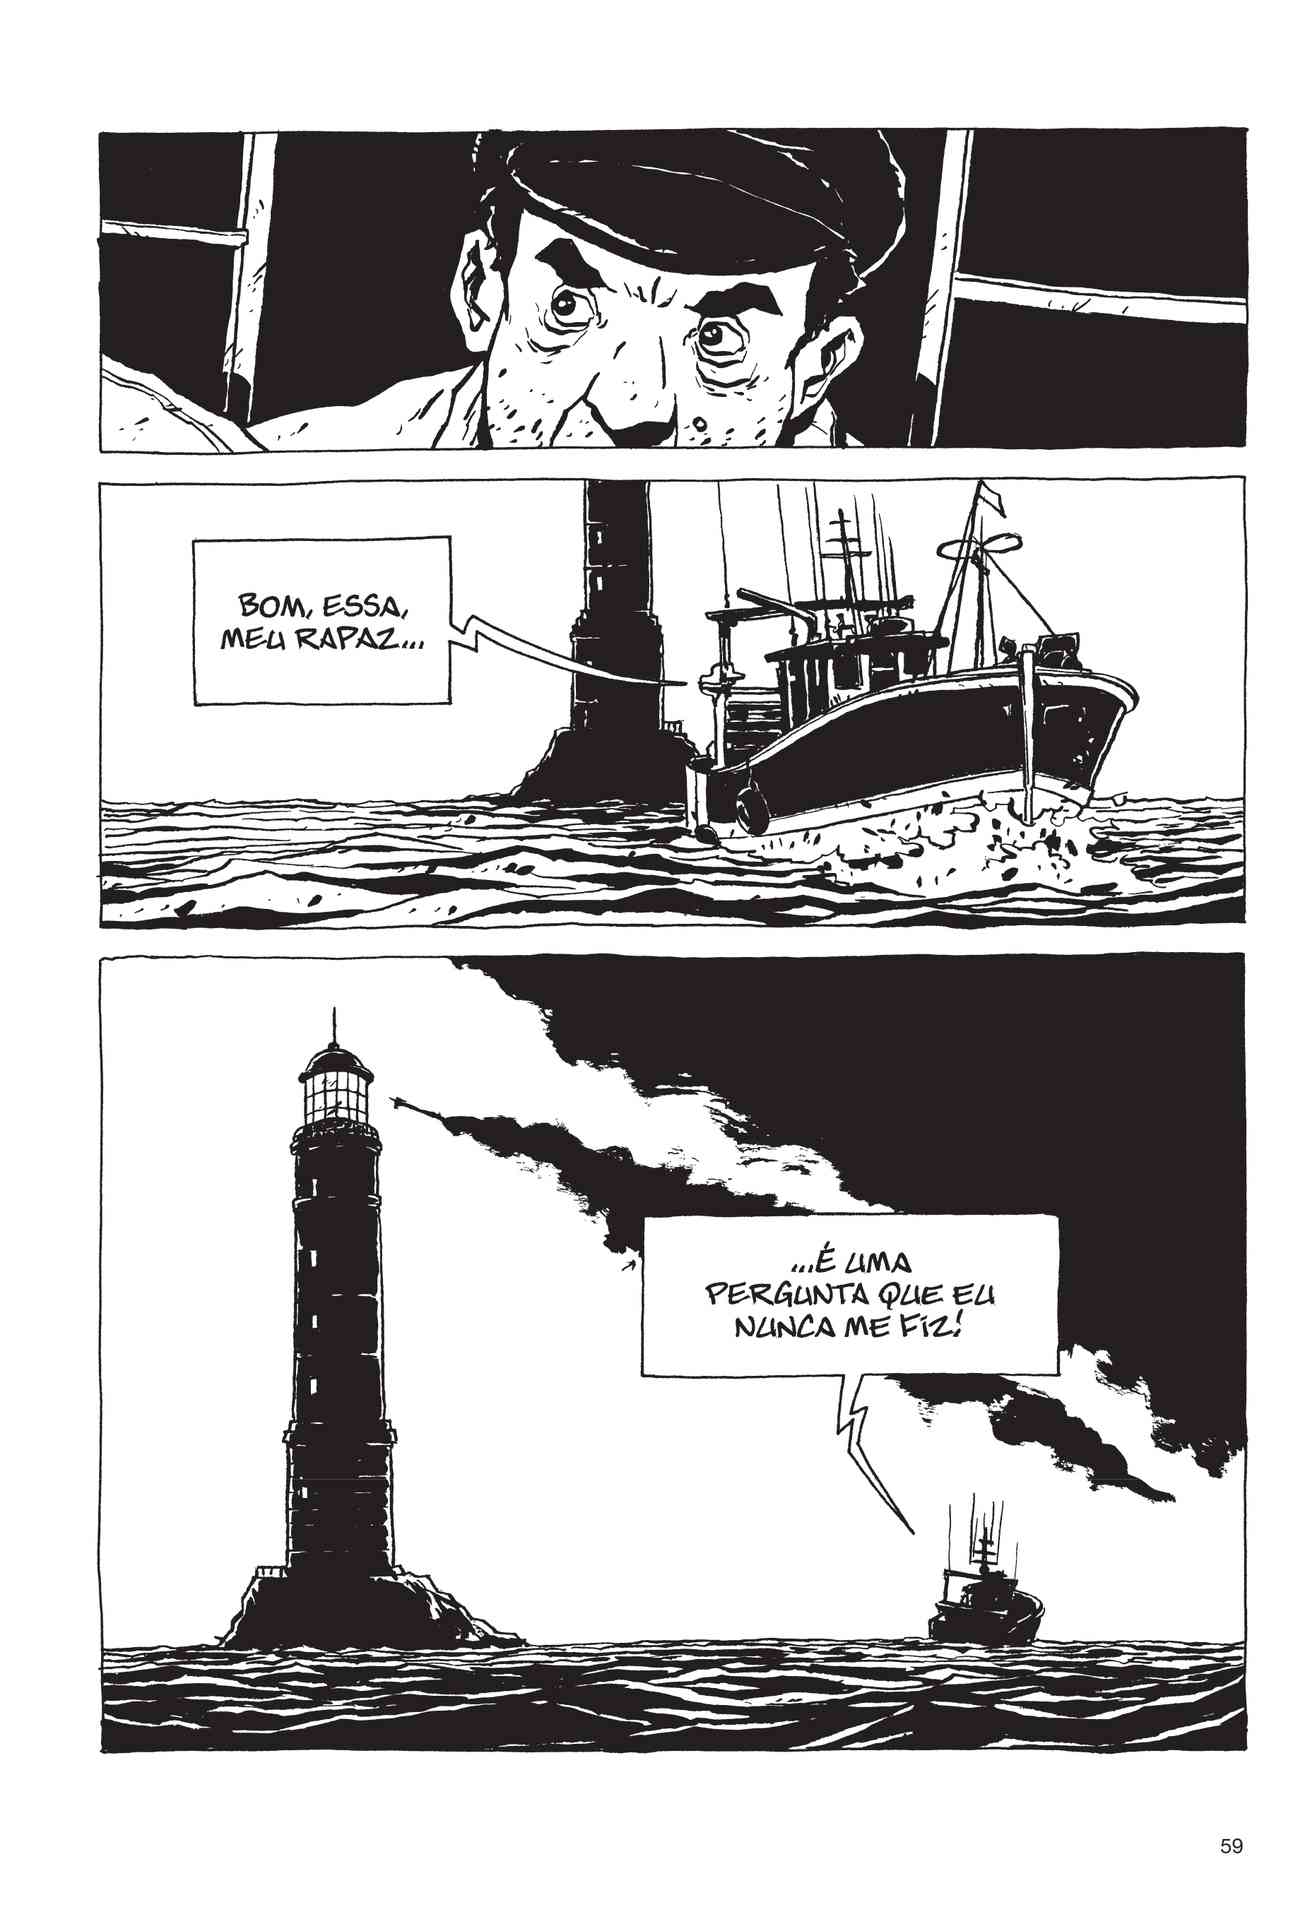 BOM, ESSA,
MEU RAPAZ...
...É UMA
PERGUNTA QUE EU
NUNCA ME FIZ!
59